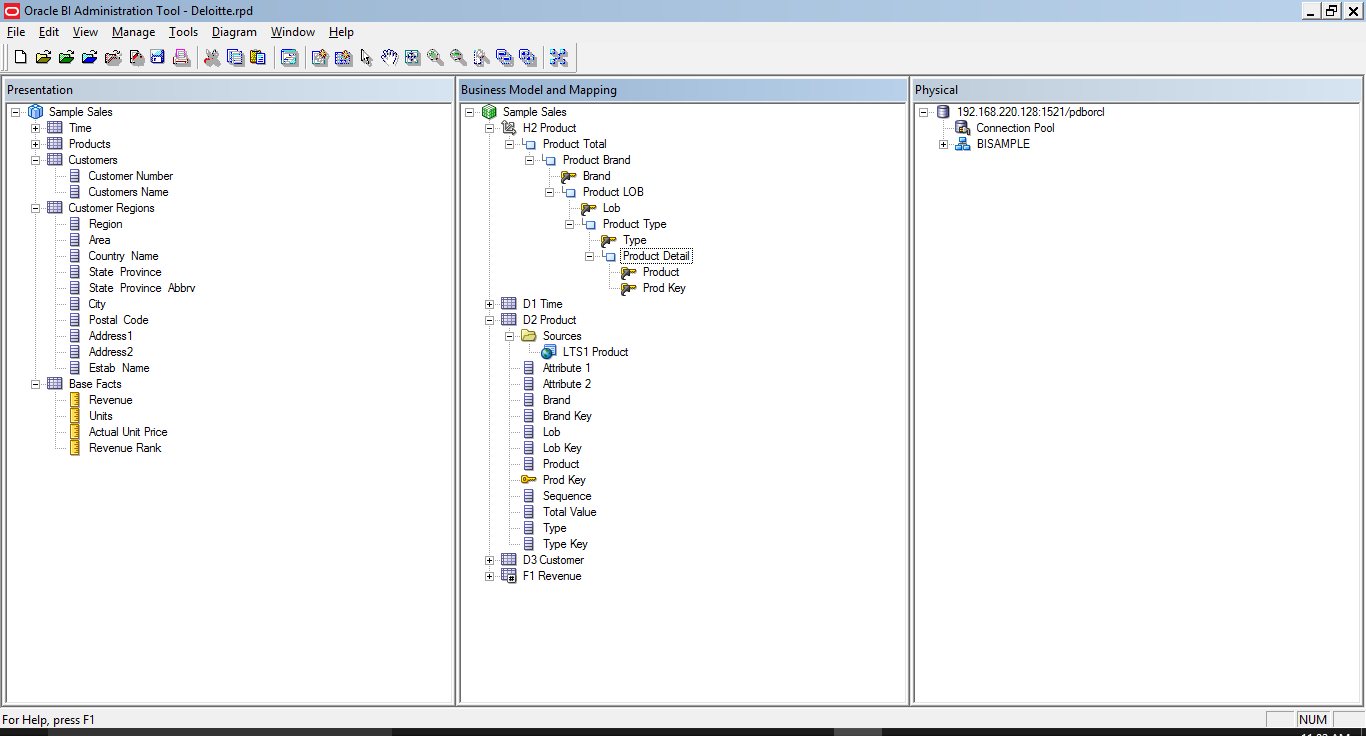 Oracle BI Administration Tool - Deloitte.rpd
File Edit View Manage Tools Diagram Window Help
Presentation
Sample Sales
Time
Products
Customers
Customer Number
Customers Name
Customer Regions
Region
Area
Country Name
State Province
State Province Abbrv
City
Postal Code
Address1
Address2
Estab Name
Base Facts
Revenue
Units
Actual Unit Price
Revenue Rank
Business Model and Mapping
Sample Sales
H2 Product
Product Total
Product Brand
Brand
Product LOB
Lob
Product Type
Type
Product Detail
Product
Prod Key
D1 Time
D2 Product
Sources
LTS1 Product
Attribute 1
Attribute 2
Brand
Brand Key
Lob
Lob Key
Product
Prod Key
Sequence
Total Value
Type
Type Key
D3 Customer
F1 Revenue
Physical
192.168.220.128:1521/pdborcl
Connection Pool
BISAMPLE
For Help, press F1
NUM